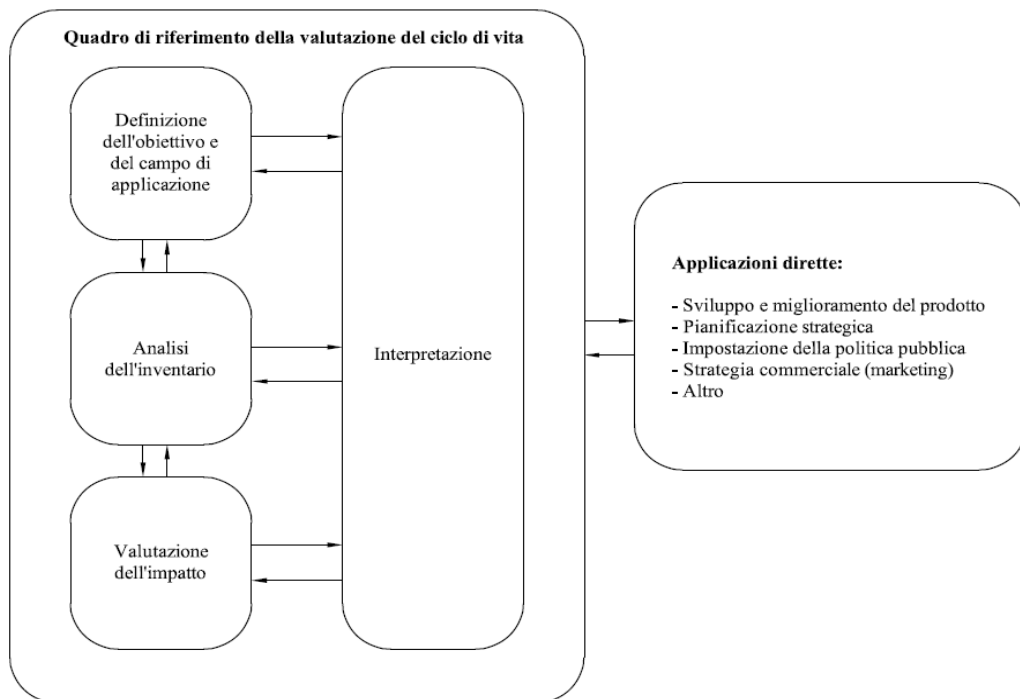 Quadro di riferimento della valutazione del ciclo di vita
Definizione
dell'obiettivo e
del campo di
applicazione
Analisi
dell'inventario
Valutazione
dell'impatto
Interpretazione
Applicazioni dirette:
- Sviluppo e miglioramento del prodotto
- Pianificazione strategica
- Impostazione della politica pubblica
- Strategia commerciale (marketing)
- Altro